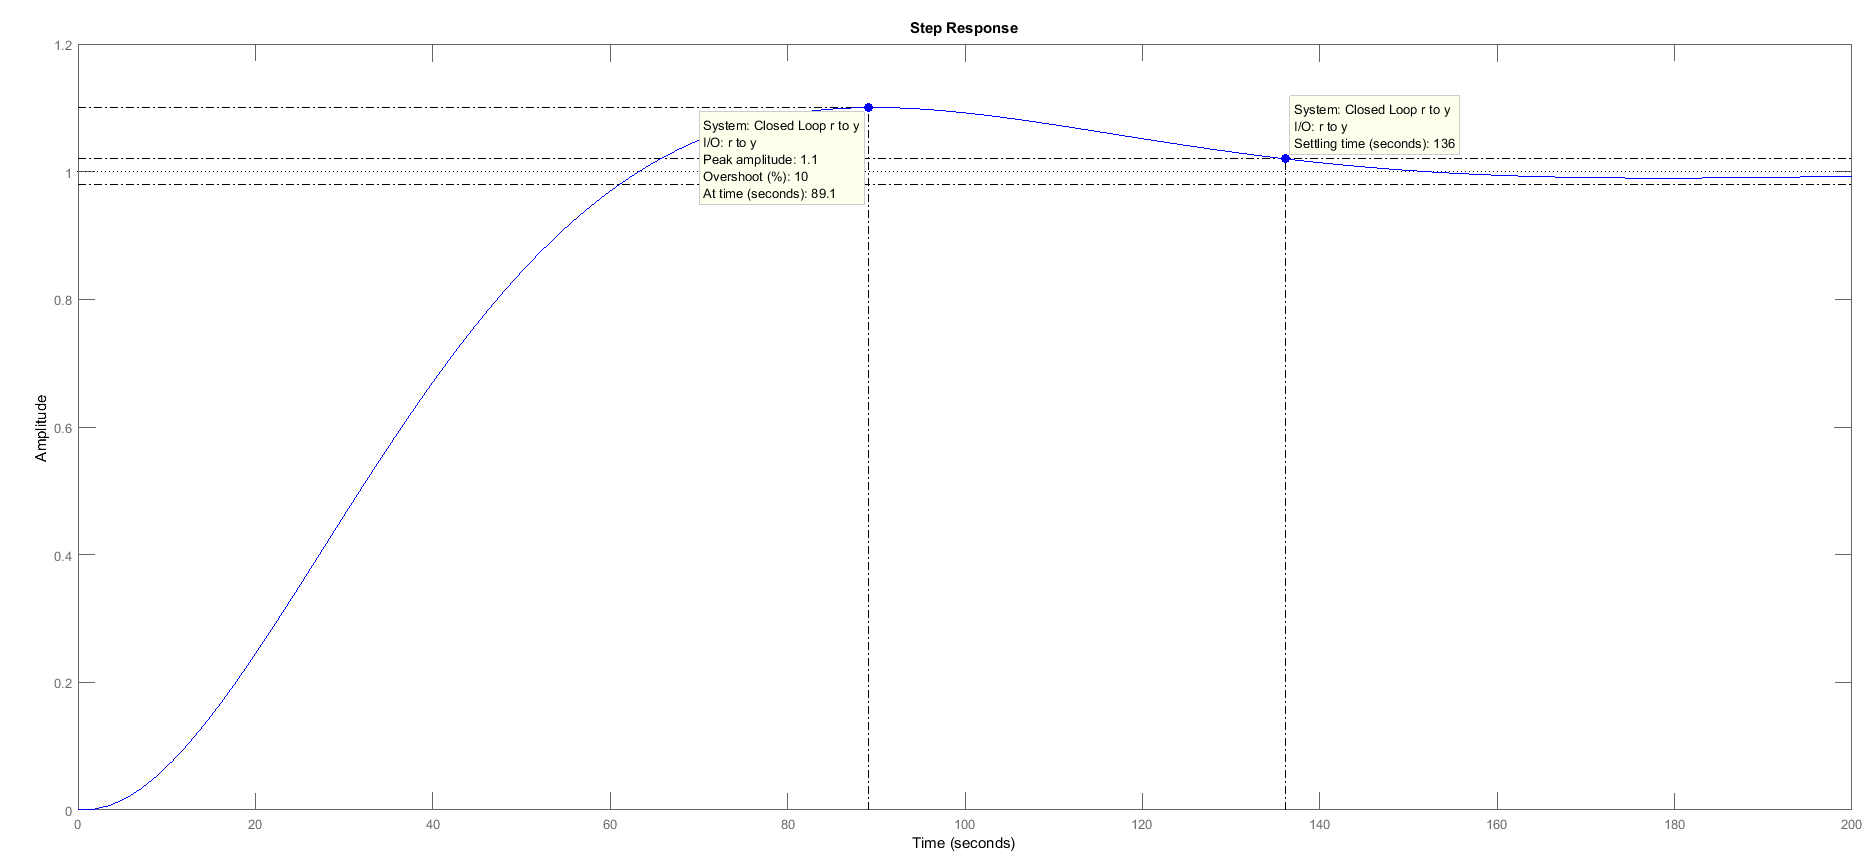 Step Response
System: Closed Loop r to y
I/O: r to y
Peak amplitude: 1.1
Overshoot (%): 10
At time (seconds): 89.1
System: Closed Loop r to y
I/O: r to y
Settling time (seconds): 136
Amplitude
1.2
1
0.8
0.6
0.4
0.2
0
0 20 40 60 80 100 120 140 160 180 200
Time (seconds)